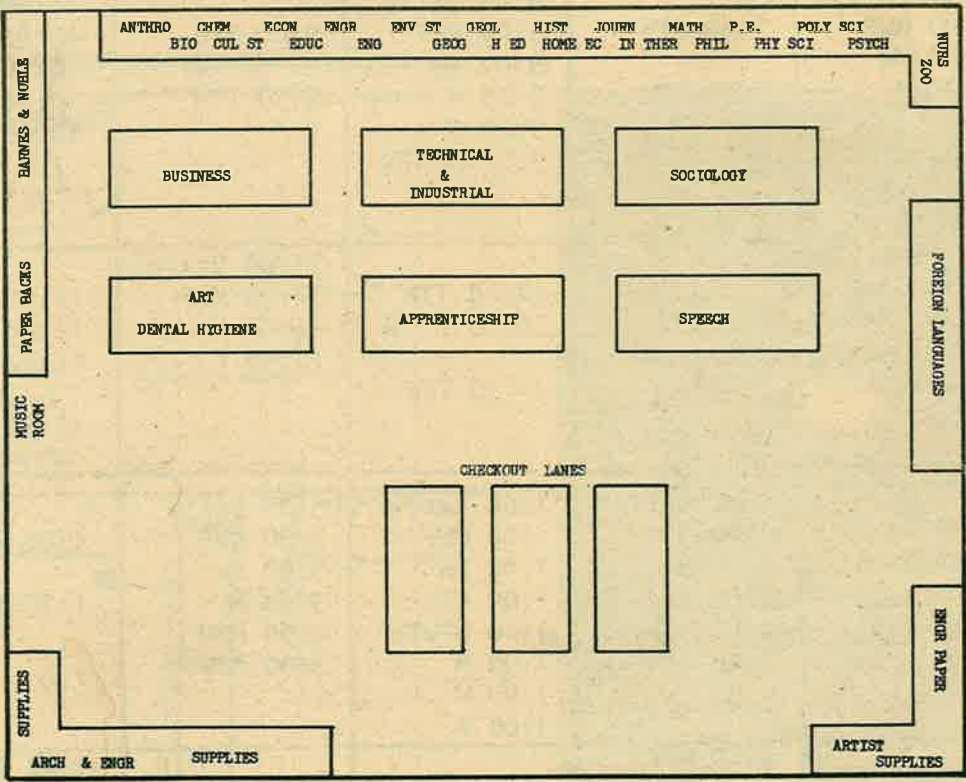 ANTHRO CHEM ECON ENGR ENV ST GEOL HIST JOURN MATH P.E. POLY SCI
BIO CUL ST EDUC ENG GEOG H ED HOME EC IN THER PHIL PHY SCI PSYCH
NURS
ZOO
BARNES & NOBLE
BUSINESS
TECHNICAL
&
INDUSTRIAL
SOCIOLOGY
PAPER BACKS
ART
DENTAL HYGIENE
APPRENTICESHIP
SPEECH
FOREIGN LANGUAGES
MUSIC
ROOM
CHECKOUT LANES
SUPPLIES
ARCH & ENGR SUPPLIES
ENGR PAPER
ARTIST
SUPPLIES